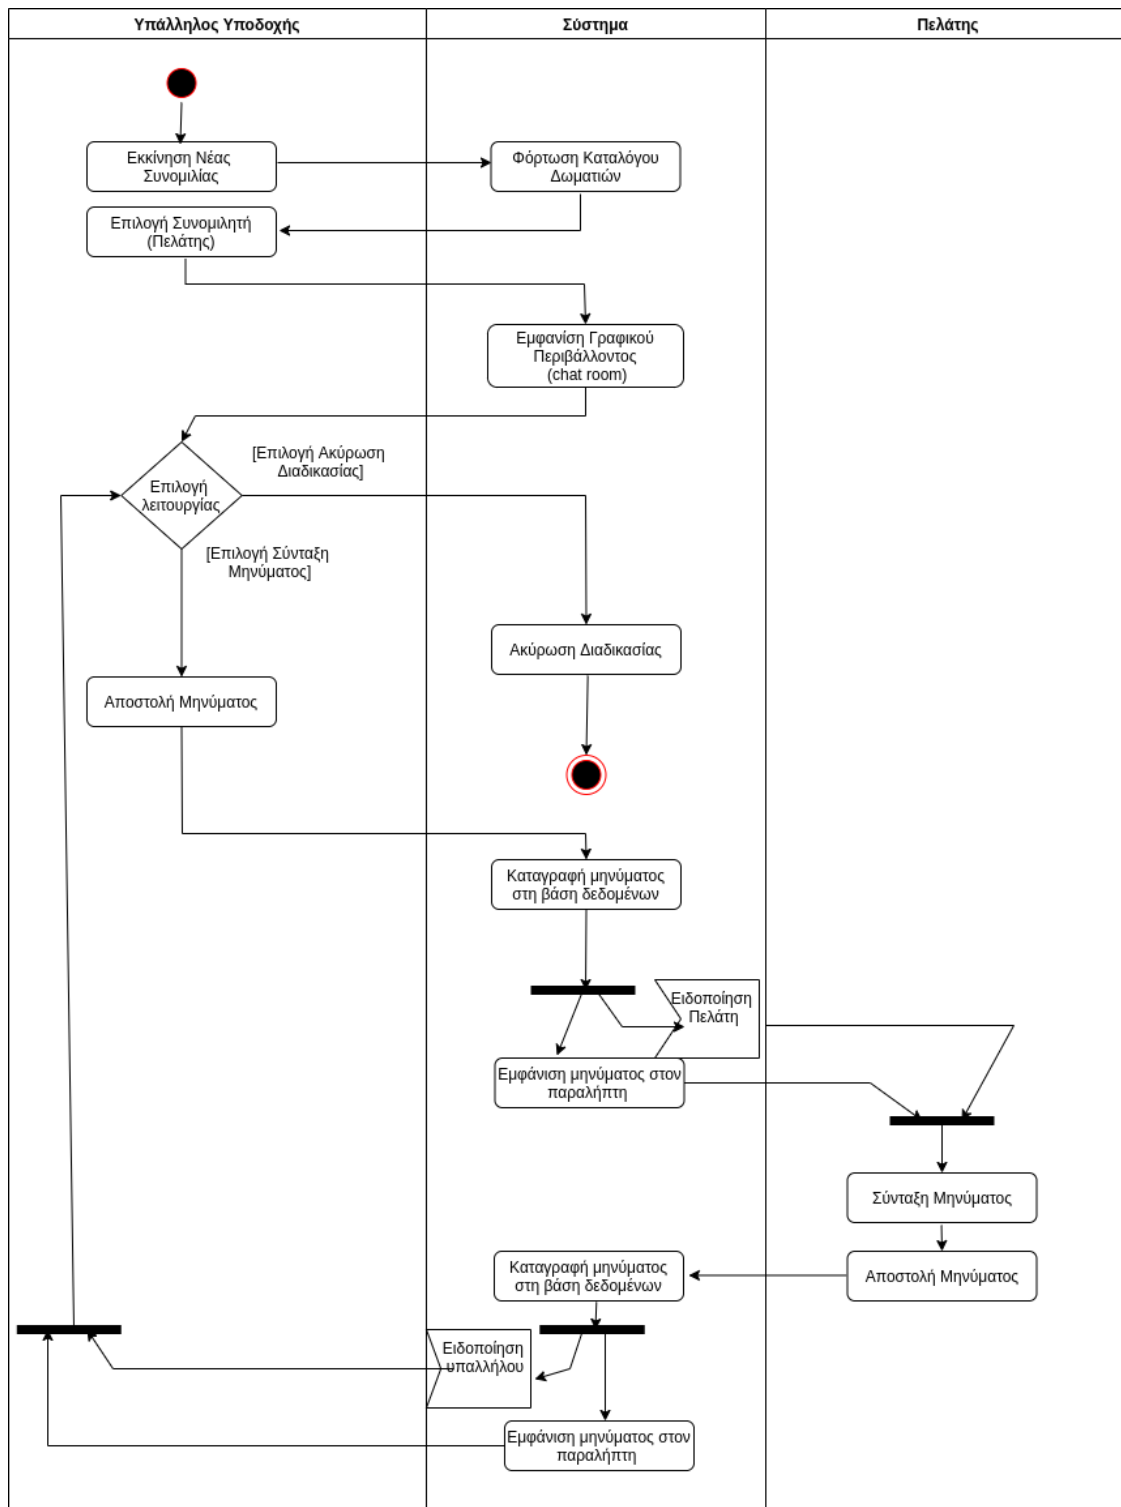 Υπάλληλος Υποδοχής
Σύστημα
Πελάτης
Εκκίνηση Νέας
Συνομιλίας
Φόρτωση Καταλόγου
Δωματιών
Επιλογή Συνομιλητή
(Πελάτης)
Εμφανίση Γραφικού
Περιβάλλοντος
(chat room)
[Επιλογή Ακύρωση
Διαδικασίας]
Επιλογή
λειτουργίας
[Επιλογή Σύνταξη
Μηνύματος]
Ακύρωση Διαδικασίας
Αποστολή Μηνύματος
Καταγραφή μηνύματος
στη βάση δεδομένων
Ειδοποίηση
Πελάτη
Εμφάνιση μηνύματος στον
παραλήπτη
Σύνταξη Μηνύματος
Αποστολή Μηνύματος
Καταγραφή μηνύματος
στη βάση δεδομένων
Ειδοποίηση
υπαλλήλου
Εμφάνιση μηνύματος στον
παραλήπτη